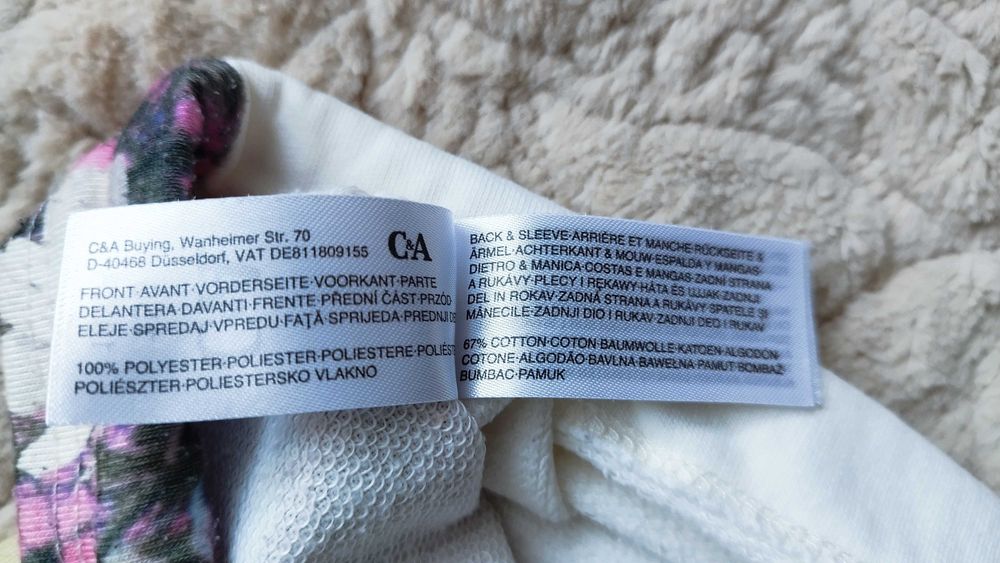 C&A Buying, Wanheimer Str. 70
D-40468 Düsseldorf, VAT DE811809155
C&A
FRONT·AVANT·VORDERSEITE·VOORKANT·PARTE
DELANTERA·DAVANTI·FRENTE·PŘEDNÍ ČÁST·PRZÓD
ELEJE·SPREDAJ·VPREDU·FAŢĂ·SPRIJEDA·PREDNJI
100% POLYESTER·POLIESTER·POLIESTERE·POLIÉST
POLIÉSZTER·POLIESTERSKO VLAKNO
BACK & SLEEVE·ARRIÈRE ET MANCHE·RÜCKSEITE &
ÄRMEL·ACHTERKANT & MOUW·ESPALDA Y MANGAS·
DIETRO & MANICA·COSTAS E MANGAS·ZADNÍ STRANA
A RUKÁVY·PLECY I RĘKAWY·HÁTA ÉS UJJAK·ZADNJI
DEL IN ROKAV·ZADNÁ STRANA A RUKÁVY·SPATELE ŞI
MÂNECILE·ZADNJI DIO I RUKAV·ZADNJI DEO I RUKAV
67% COTTON·COTON·BAUMWOLLE·KATOEN·ALGODON·
COTONE·ALGODÃO·BAVLNA·BAWEŁNA·PAMUT·BOMBAŽ·
BUMBAC·PAMUK